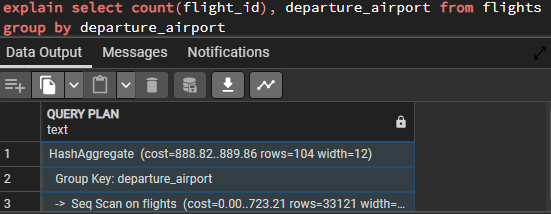 explain select count(flight_id), departure_airport from flights
group by departure_airport
Data Output Messages Notifications
QUERY PLAN
text
1 HashAggregate (cost=888.82..889.86 rows=104 width=12)
2 Group Key: departure_airport
3 -> Seq Scan on flights (cost=0.00..723.21 rows=33121 width=...